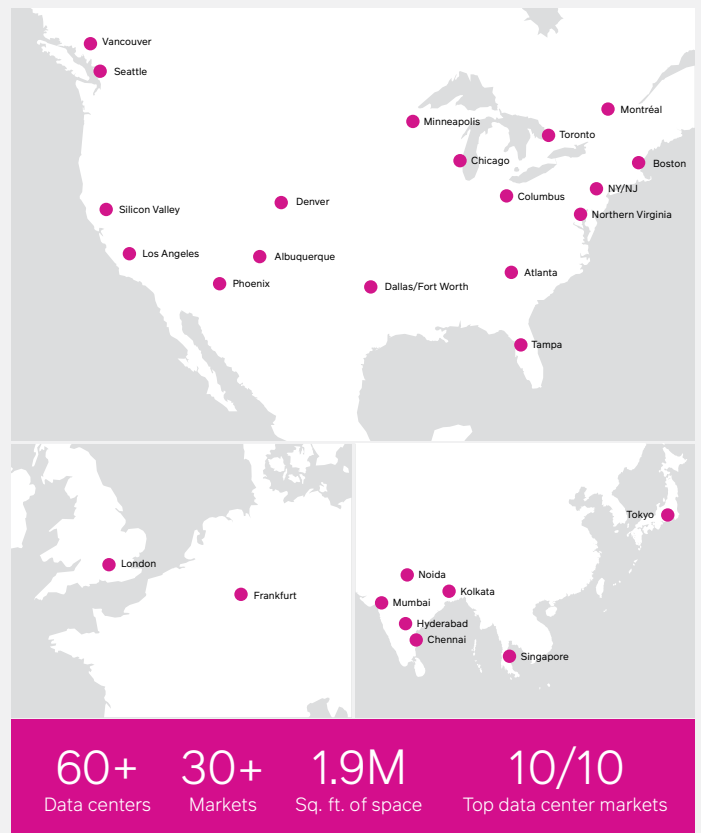 Vancouver
Seattle
Montréal
Minneapolis
Toronto
Chicago
Boston
NY/NJ
Columbus
Denver
Silicon Valley
Northern Virginia
Los Angeles
Albuquerque
Atlanta
Phoenix
Dallas/Fort Worth
Tampa
London
Frankfurt
Tokyo
Noida
Kolkata
Mumbai
Hyderabad
Chennai
Singapore
60+
Data centers
30+
Markets
1.9M
Sq. ft. of space
10/10
Top data center markets